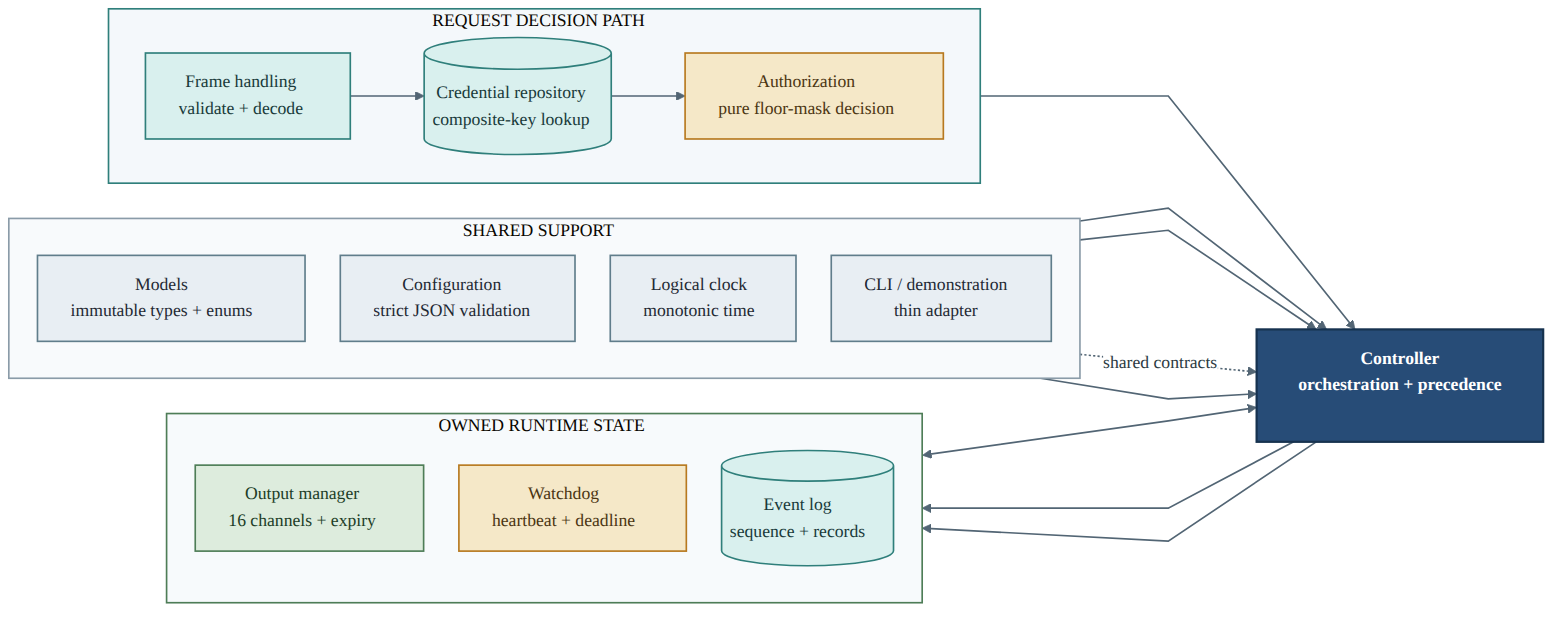 REQUEST DECISION PATH
Frame handling
validate + decode
Credential repository
composite-key lookup
Authorization
pure floor-mask decision
SHARED SUPPORT
Models
immutable types + enums
Configuration
strict JSON validation
Logical clock
monotonic time
CLI / demonstration
thin adapter
shared contracts
Controller
orchestration + precedence
OWNED RUNTIME STATE
Output manager
16 channels + expiry
Watchdog
heartbeat + deadline
Event log
sequence + records